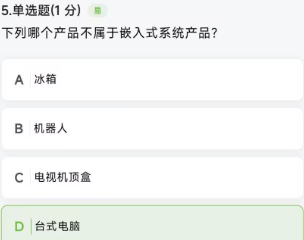 5.单选题(1 分) 易
下列哪个产品不属于嵌入式系统产品?
A 冰箱
B 机器人
C 电视机顶盒
D 台式电脑